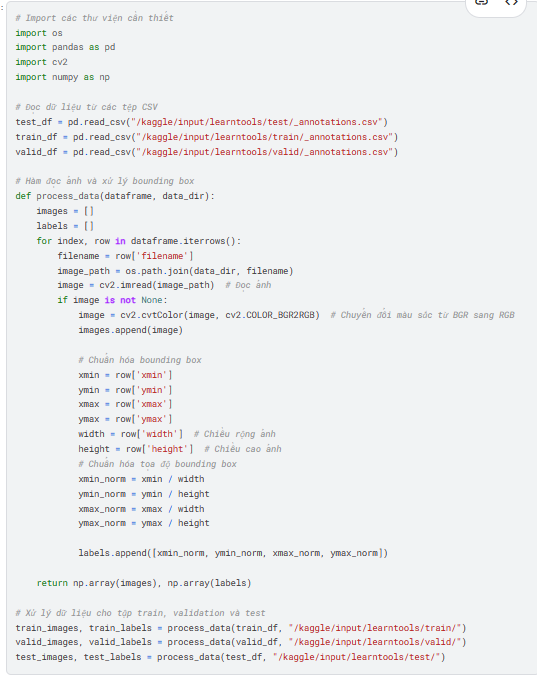 # Import các thư viện cần thiết
import os
import pandas as pd
import cv2
import numpy as np

# Đọc dữ liệu từ các tệp CSV
test_df = pd.read_csv("/kaggle/input/learntools/test/_annotations.csv")
train_df = pd.read_csv("/kaggle/input/learntools/train/_annotations.csv")
valid_df = pd.read_csv("/kaggle/input/learntools/valid/_annotations.csv")

# Hàm đọc ảnh và xử lý bounding box
def process_data(dataframe, data_dir):
    images = []
    labels = []
    for index, row in dataframe.iterrows():
        filename = row['filename']
        image_path = os.path.join(data_dir, filename)
        image = cv2.imread(image_path)  # Đọc ảnh
        if image is not None:
            image = cv2.cvtColor(image, cv2.COLOR_BGR2RGB)  # Chuyển đổi màu sắc từ BGR sang RGB
            images.append(image)

            # Chuẩn hóa bounding box
            xmin = row['xmin']
            ymin = row['ymin']
            xmax = row['xmax']
            ymax = row['ymax']
            width = row['width']  # Chiều rộng ảnh
            height = row['height']  # Chiều cao ảnh
            # Chuẩn hóa tọa độ bounding box
            xmin_norm = xmin / width
            ymin_norm = ymin / height
            xmax_norm = xmax / width
            ymax_norm = ymax / height

            labels.append([xmin_norm, ymin_norm, xmax_norm, ymax_norm])

    return np.array(images), np.array(labels)

# Xử lý dữ liệu cho tập train, validation và test
train_images, train_labels = process_data(train_df, "/kaggle/input/learntools/train/")
valid_images, valid_labels = process_data(valid_df, "/kaggle/input/learntools/valid/")
test_images, test_labels = process_data(test_df, "/kaggle/input/learntools/test/")